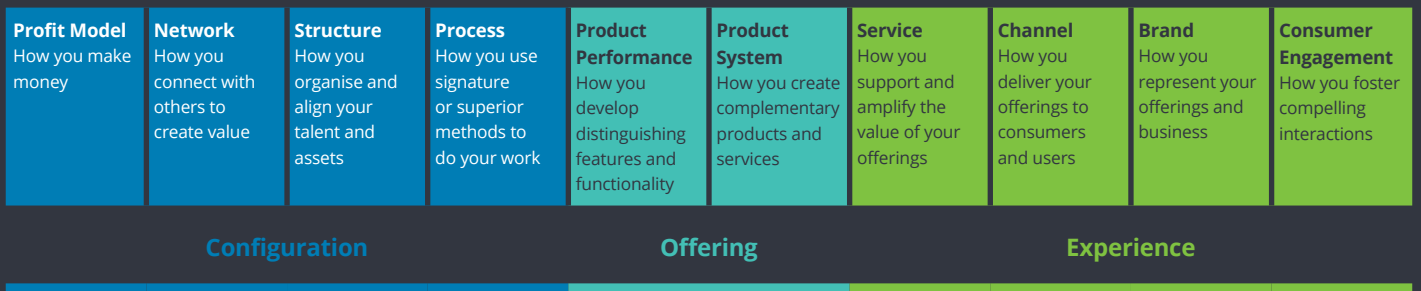 Profit Model
How you make
money
Network
How you
connect with
others to
create value
Structure
How you
organise and
align your
talent and
assets
Process
How you use
signature
or superior
methods to
do your work
Product
Performance
How you
develop
distinguishing
features and
functionality
Product
System
How you create
complementary
products and
services
Service
How you
support and
amplify the
value of your
offerings
Channel
How you
deliver your
offerings to
consumers
and users
Brand
How you
represent your
offerings and
business
Consumer
Engagement
How you foster
compelling
interactions
Configuration
Offering
Experience